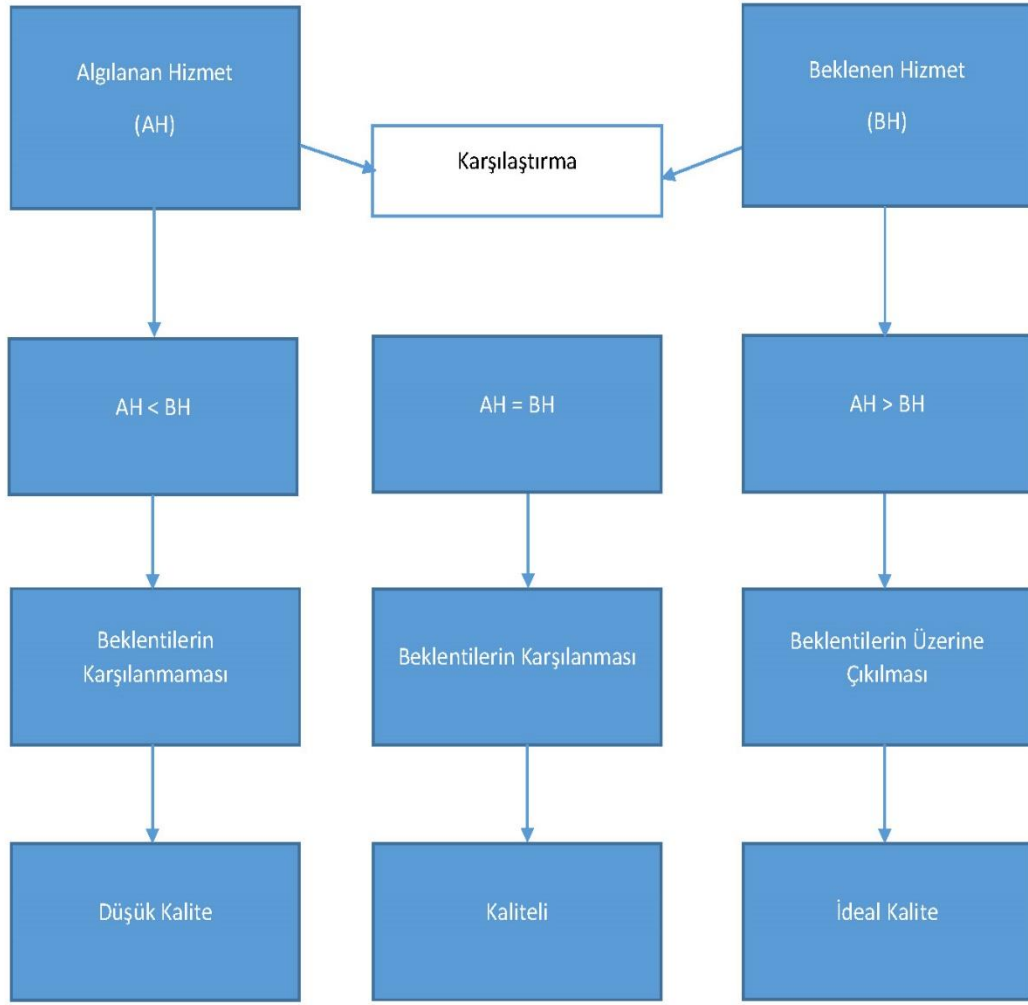 Algılanan Hizmet
(AH)
Karşılaştırma
Beklenen Hizmet
(BH)
AH < BH
AH = BH
AH > BH
Beklentilerin
Karşılanmaması
Beklentilerin Karşılanması
Beklentilerin Üzerine
Çıkılması
Düşük Kalite
Kaliteli
İdeal Kalite